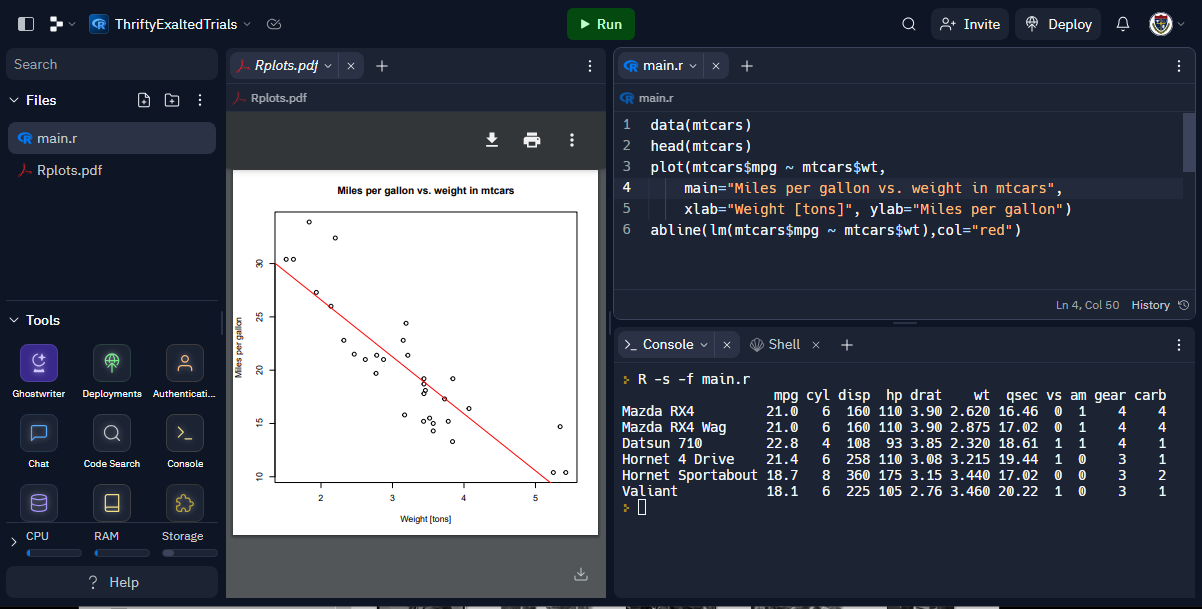 ThriftyExaltedTrials
Run
Invite
Deploy
Search
Files
main.r
Rplots.pdf
Tools
Ghostwriter
Deployments
Authenticati...
Chat
Code Search
Console
CPU
RAM
Storage
? Help
Rplots.pdf
Rplots.pdf
Miles per gallon vs. weight in mtcars
Miles per gallon
30
25
20
15
10
2 3 4 5
Weight [tons]
main.r
main.r
1 data(mtcars)
2 head(mtcars)
3 plot(mtcars$mpg ~ mtcars$wt,
4 main="Miles per gallon vs. weight in mtcars",
5 xlab="Weight [tons]", ylab="Miles per gallon")
6 abline(lm(mtcars$mpg ~ mtcars$wt),col="red")
Ln 4, Col 50 History
Console
Shell
R -s -f main.r
mpg cyl disp hp drat wt qsec vs am gear carb
Mazda RX4 21.0 6 160 110 3.90 2.620 16.46 0 1 4 4
Mazda RX4 Wag 21.0 6 160 110 3.90 2.875 17.02 0 1 4 4
Datsun 710 22.8 4 108 93 3.85 2.320 18.61 1 1 4 1
Hornet 4 Drive 21.4 6 258 110 3.08 3.215 19.44 1 0 3 1
Hornet Sportabout 18.7 8 360 175 3.15 3.440 17.02 0 0 3 2
Valiant 18.1 6 225 105 2.76 3.460 20.22 1 0 3 1